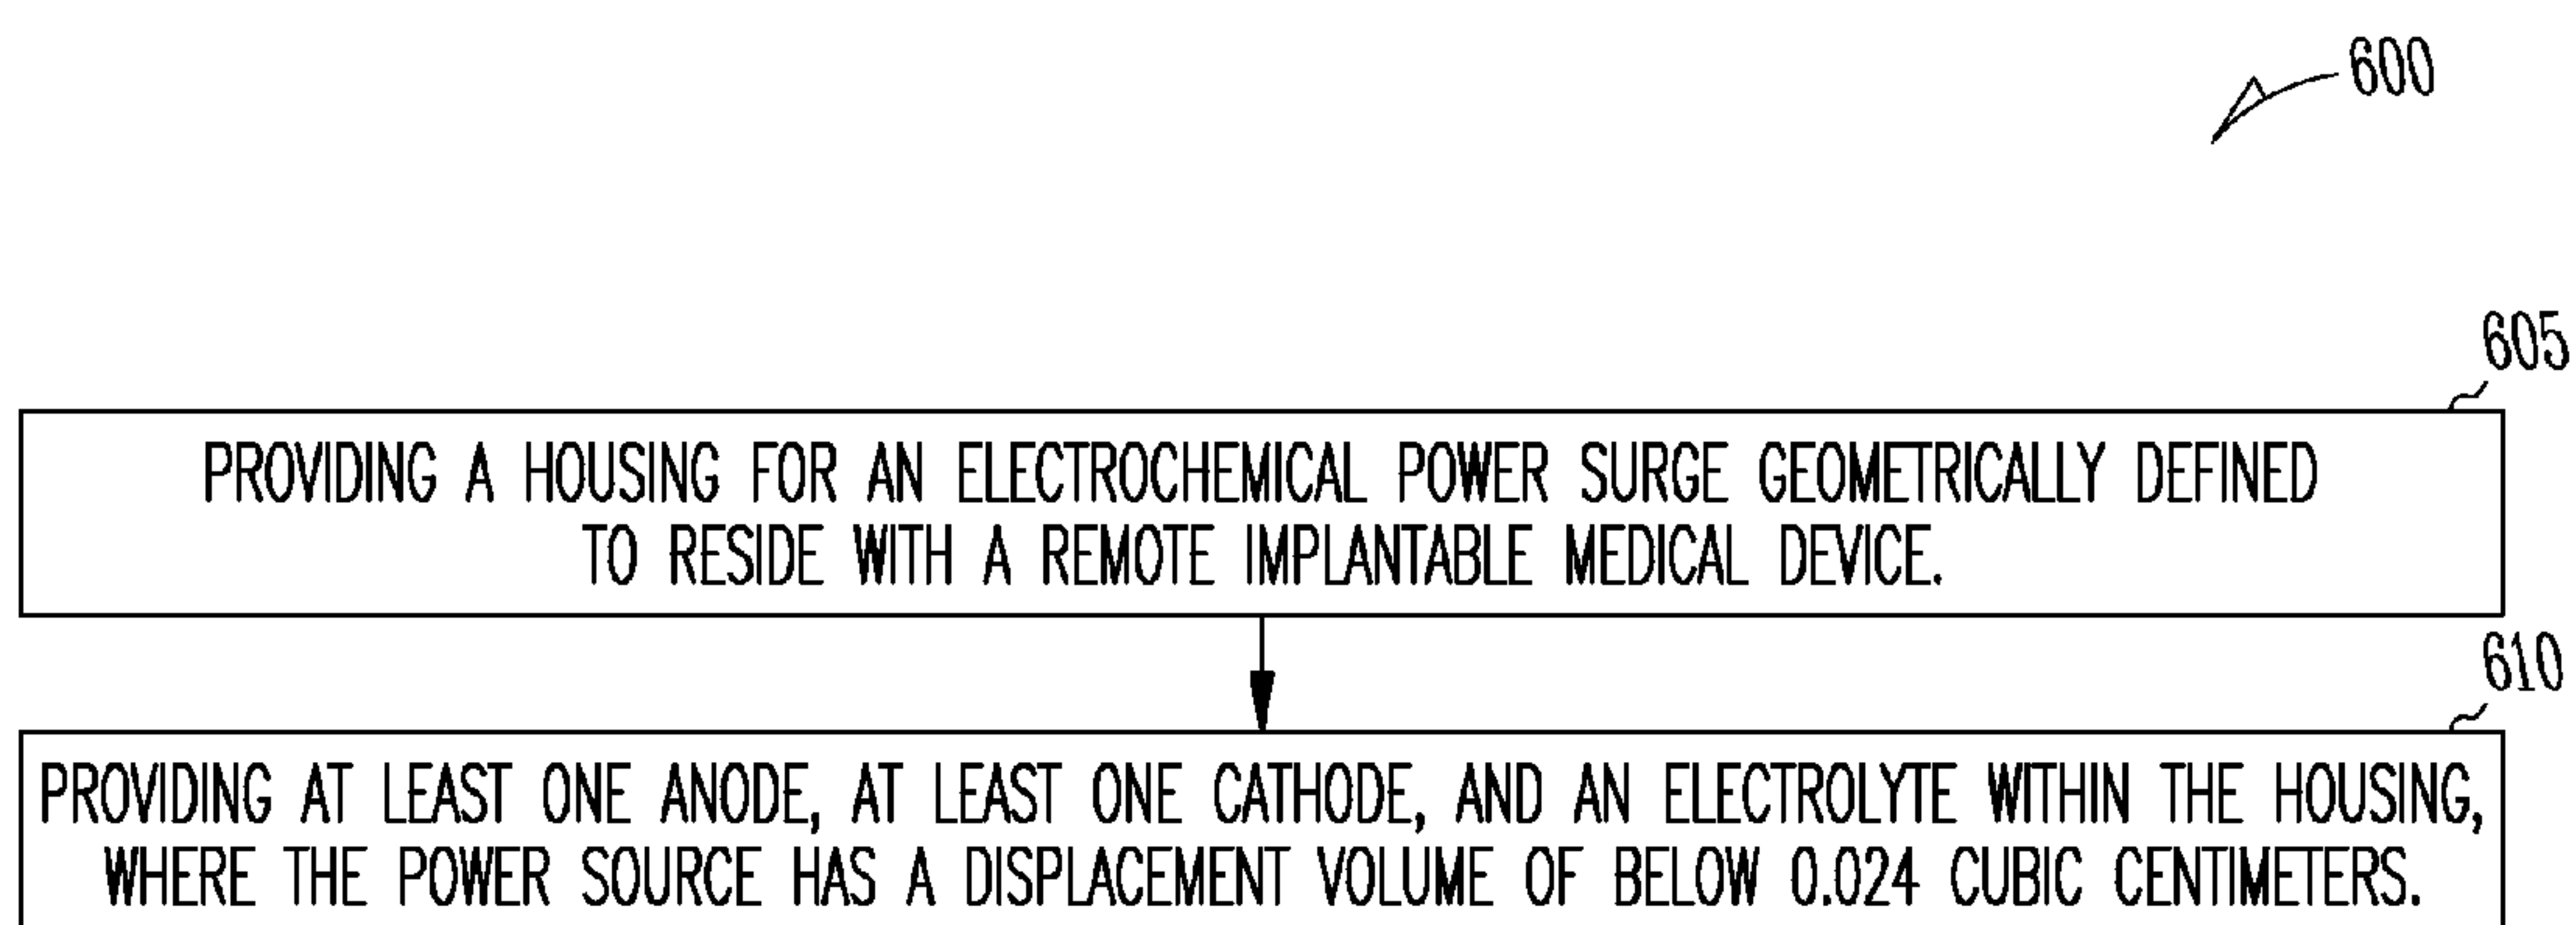 600
605
PROVIDING A HOUSING FOR AN ELECTROCHEMICAL POWER SURGE GEOMETRICALLY DEFINED
TO RESIDE WITH A REMOTE IMPLANTABLE MEDICAL DEVICE.
610
PROVIDING AT LEAST ONE ANODE, AT LEAST ONE CATHODE, AND AN ELECTROLYTE WITHIN THE HOUSING,
WHERE THE POWER SOURCE HAS A DISPLACEMENT VOLUME OF BELOW 0.024 CUBIC CENTIMETERS.